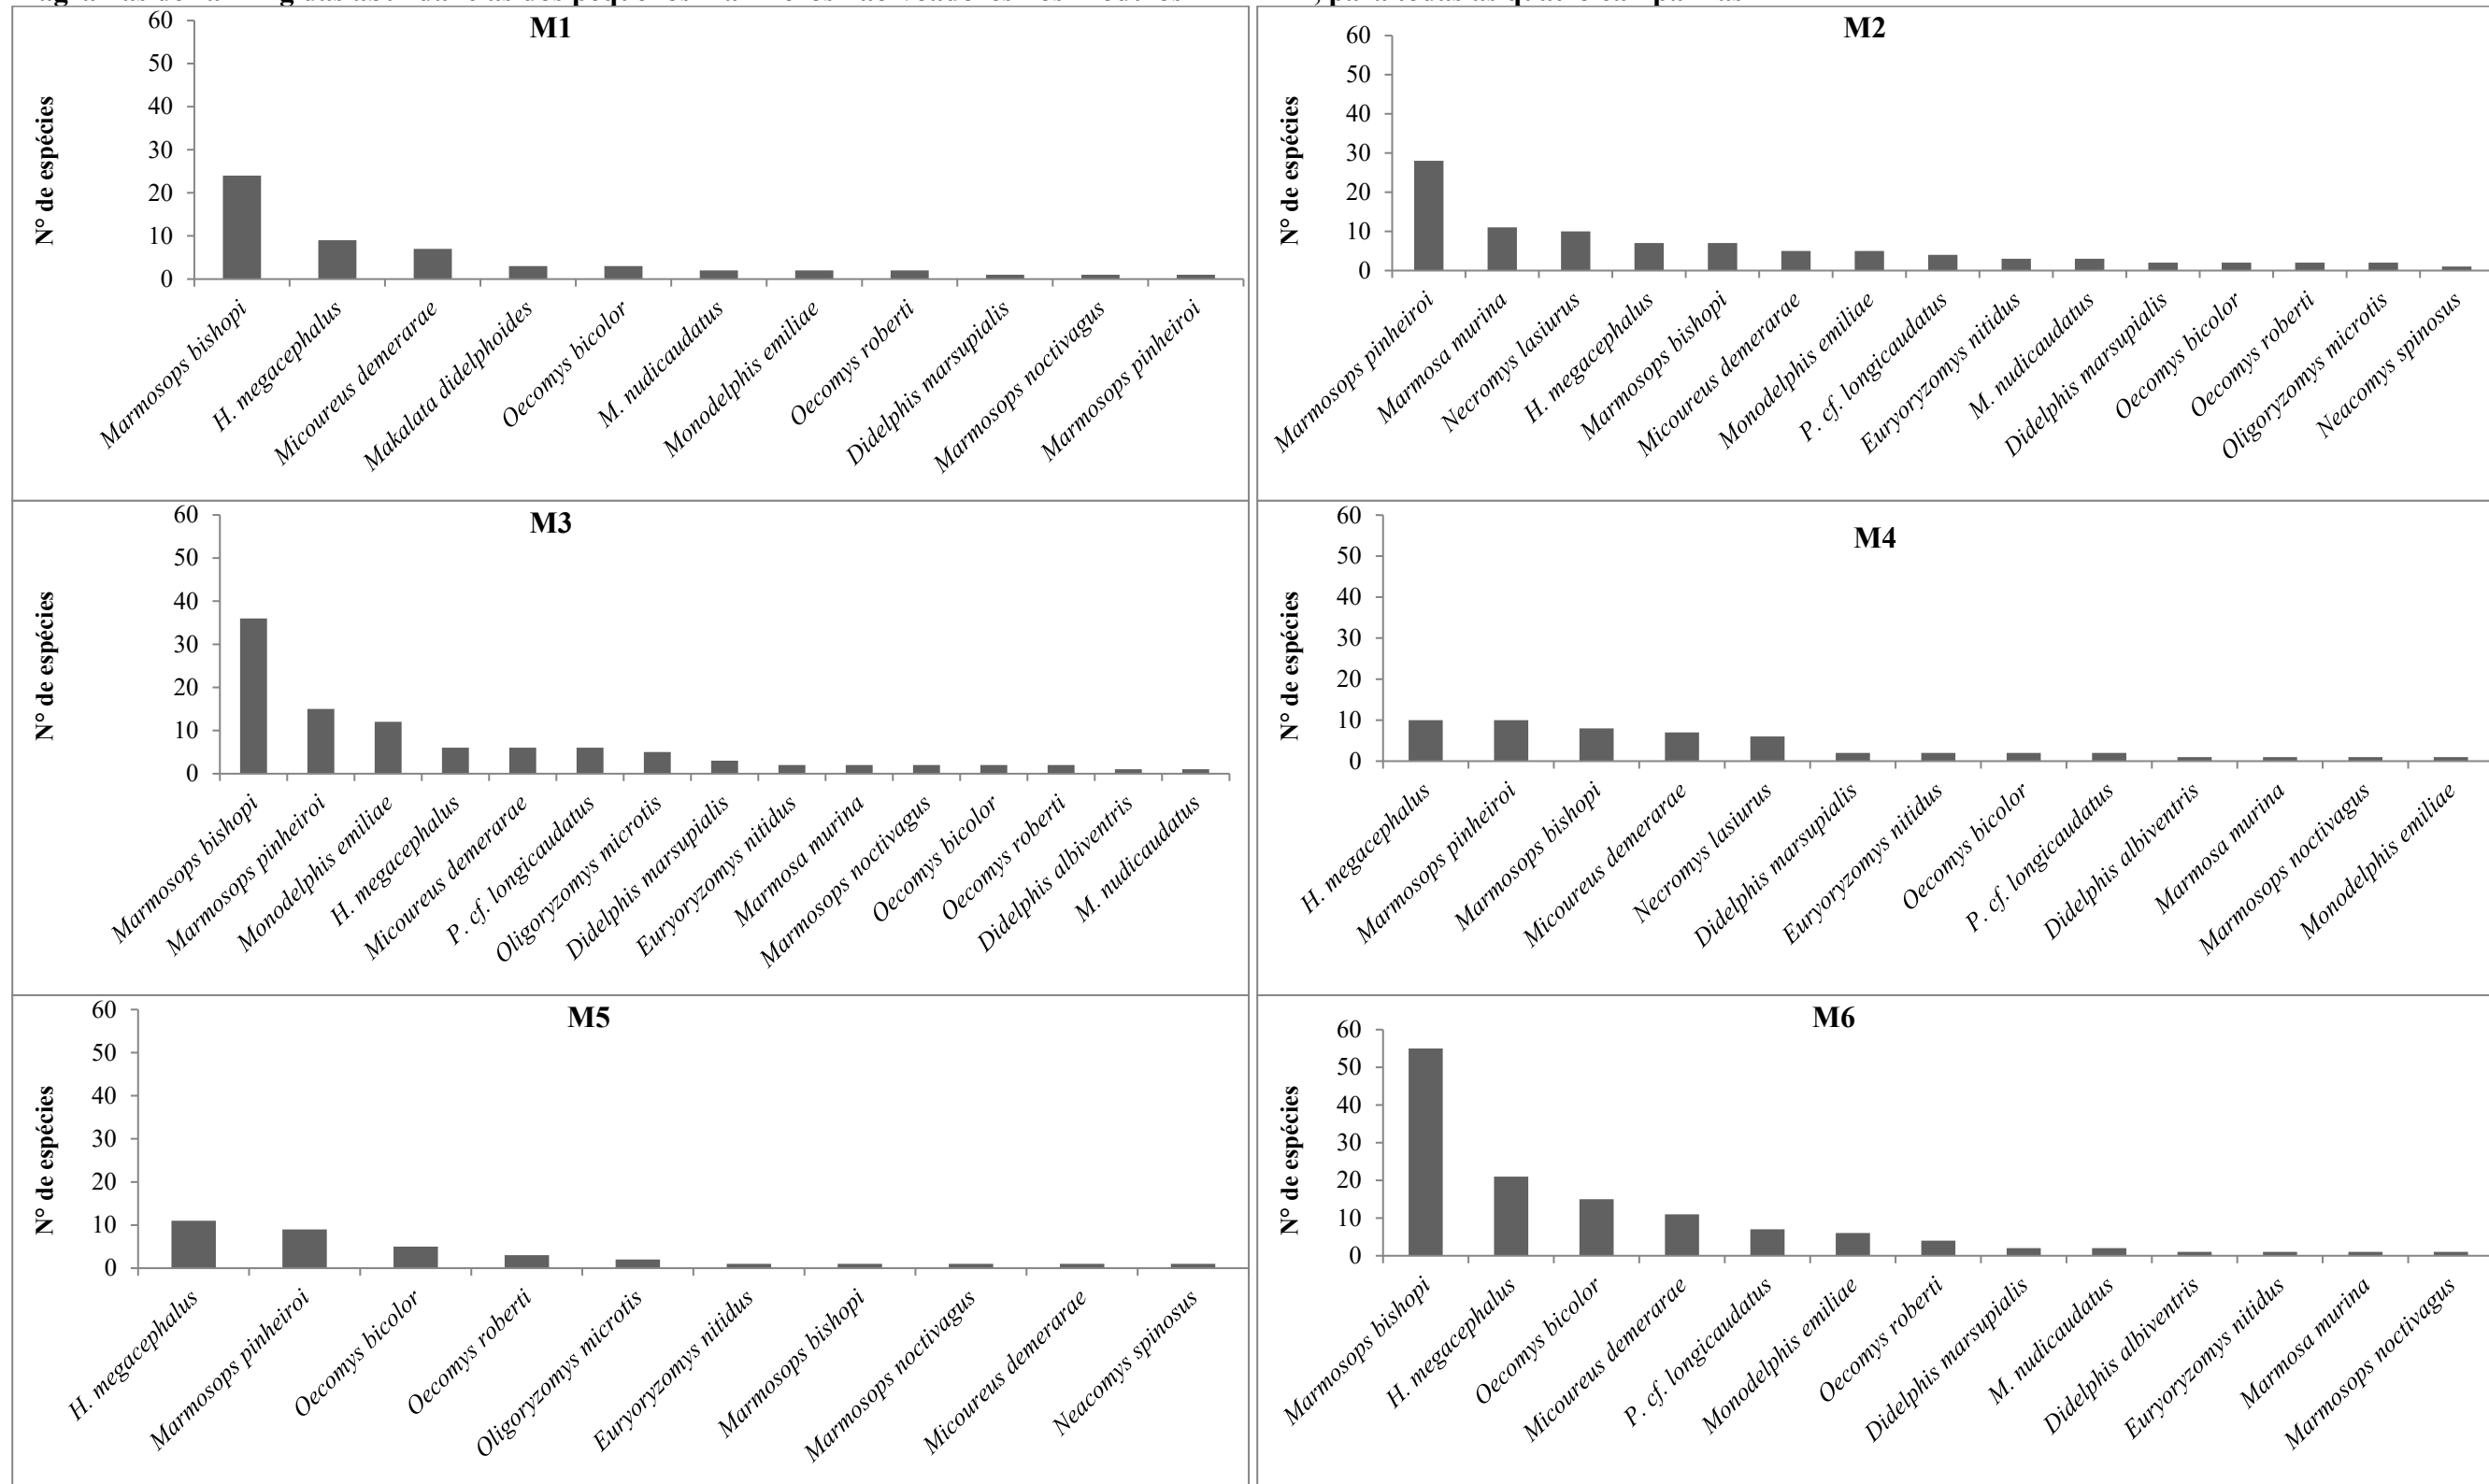 para todas as quatro campanhas
M1
60
50
40
30
20
10
0
N° de espécies
Marmosops bishopi
H. megacephalus
Micoureus demerarae
Makalata didelphoides
Oecomys bicolor
M. nudicaudatus
Monodelphis emiliae
Oecomys roberti
Didelphis marsupialis
Marmosops noctivagus
Marmosops pinheiroi
M2
60
50
40
30
20
10
0
N° de espécies
Marmosops pinheiroi
Marmosa murina
Necromys lasiurus
H. megacephalus
Marmosops bishopi
Micoureus demerarae
Monodelphis emiliae
P. cf. longicaudatus
Euryoryzomys nitidus
M. nudicaudatus
Didelphis marsupialis
Oecomys bicolor
Oecomys roberti
Oligoryzomys microtis
Neacomys spinosus
M3
60
50
40
30
20
10
0
N° de espécies
Marmosops bishopi
Marmosops pinheiroi
Monodelphis emiliae
H. megacephalus
Micoureus demerarae
P. cf. longicaudatus
Oligoryzomys microtis
Didelphis marsupialis
Euryoryzomys nitidus
Marmosa murina
Marmosops noctivagus
Oecomys bicolor
Oecomys roberti
Didelphis albiventris
M. nudicaudatus
M4
60
50
40
30
20
10
0
N° de espécies
H. megacephalus
Marmosops pinheiroi
Marmosops bishopi
Micoureus demerarae
Necromys lasiurus
Didelphis marsupialis
Euryoryzomys nitidus
Oecomys bicolor
P. cf. longicaudatus
Didelphis albiventris
Marmosa murina
Marmosops noctivagus
Monodelphis emiliae
M5
60
50
40
30
20
10
0
N° de espécies
H. megacephalus
Marmosops pinheiroi
Oecomys bicolor
Oecomys roberti
Oligoryzomys microtis
Euryoryzomys nitidus
Marmosops bishopi
Marmosops noctivagus
Micoureus demerarae
Neacomys spinosus
M6
60
50
40
30
20
10
0
N° de espécies
Marmosops bishopi
H. megacephalus
Oecomys bicolor
Micoureus demerarae
P. cf. longicaudatus
Monodelphis emiliae
Oecomys roberti
Didelphis marsupialis
M. nudicaudatus
Didelphis albiventris
Euryoryzomys nitidus
Marmosa murina
Marmosops noctivagus